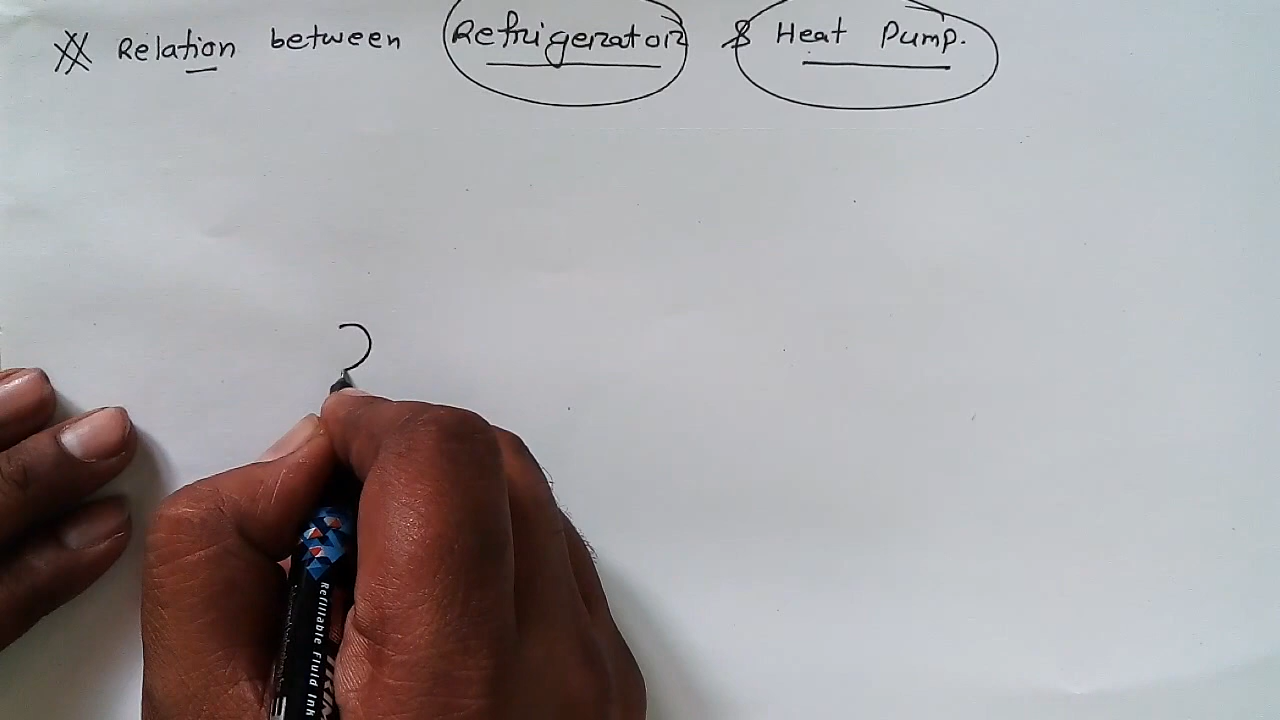 Relation between Refrigerator & Heat Pump.
Refillable Fluid Ink